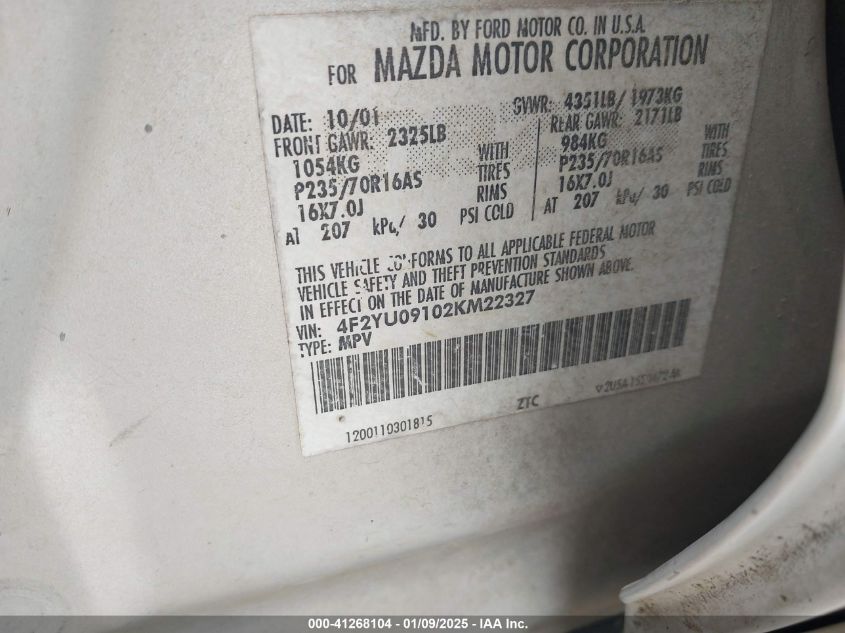 MFD. BY FORD MOTOR CO. IN U.S.A.
FOR MAZDA MOTOR CORPORATION
DATE: 10/01 GVWR: 4351LB/ 1973KG
FRONT GAWR: 2325LB REAR GAWR: 2171LB
1054KG WITH 984KG WITH
P235/70R16AS TIRES P235/70R16AS TIRES
16X7.0J RIMS 16X7.0J RIMS
AT 207 kPa/ 30 PSI COLD AT 207 kPa/ 30 PSI COLD
THIS VEHICLE CONFORMS TO ALL APPLICABLE FEDERAL MOTOR
VEHICLE SAFETY AND THEFT PREVENTION STANDARDS
IN EFFECT ON THE DATE OF MANUFACTURE SHOWN ABOVE.
VIN: 4F2YU09102KM22327
TYPE: MPV
ZTC
1200110301815
000-41268104 - 01/09/2025 - IAA Inc.